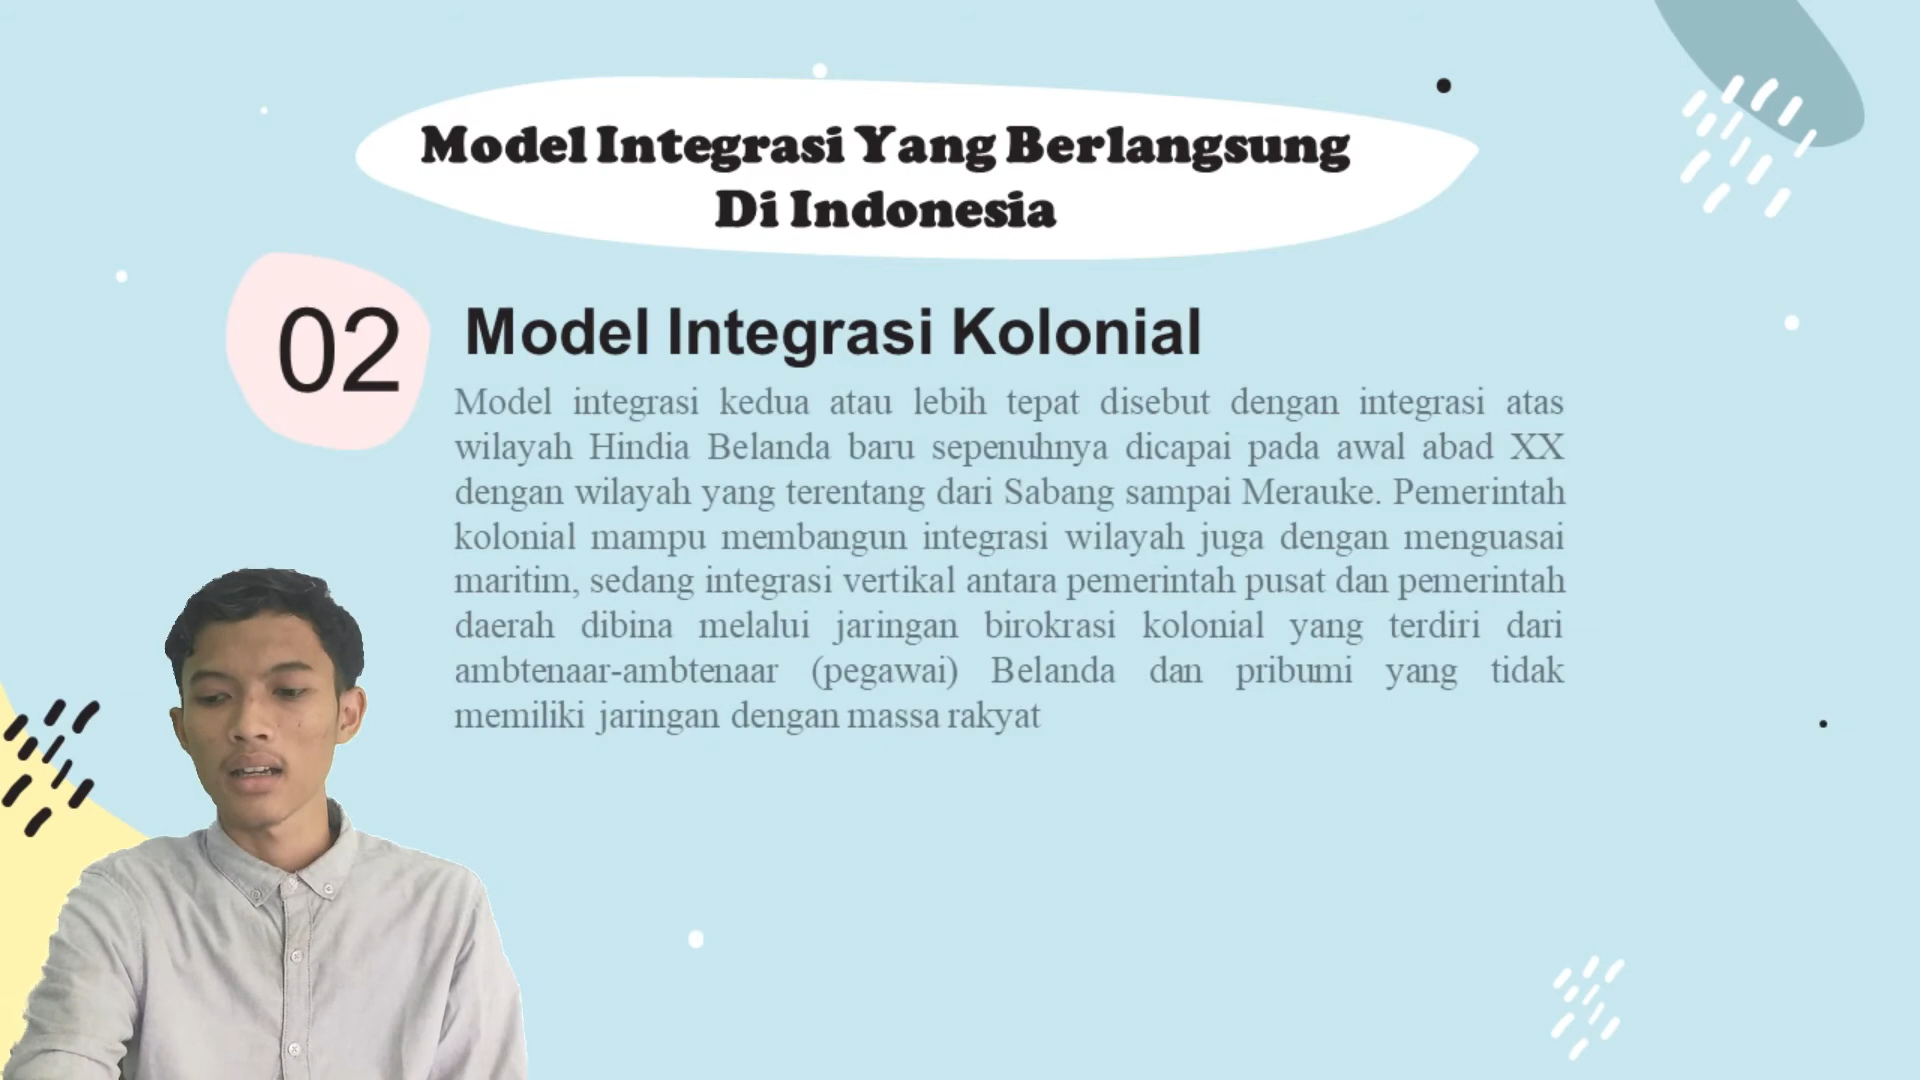 Model Integrasi Yang Berlangsung
Di Indonesia
02
Model Integrasi Kolonial
Model integrasi kedua atau lebih tepat disebut dengan integrasi atas
wilayah Hindia Belanda baru sepenuhnya dicapai pada awal abad XX
dengan wilayah yang terentang dari Sabang sampai Merauke. Pemerintah
kolonial mampu membangun integrasi wilayah juga dengan menguasai
maritim, sedang integrasi vertikal antara pemerintah pusat dan pemerintah
daerah dibina melalui jaringan birokrasi kolonial yang terdiri dari
ambtenaar-ambtenaar (pegawai) Belanda dan pribumi yang tidak
memiliki jaringan dengan massa rakyat